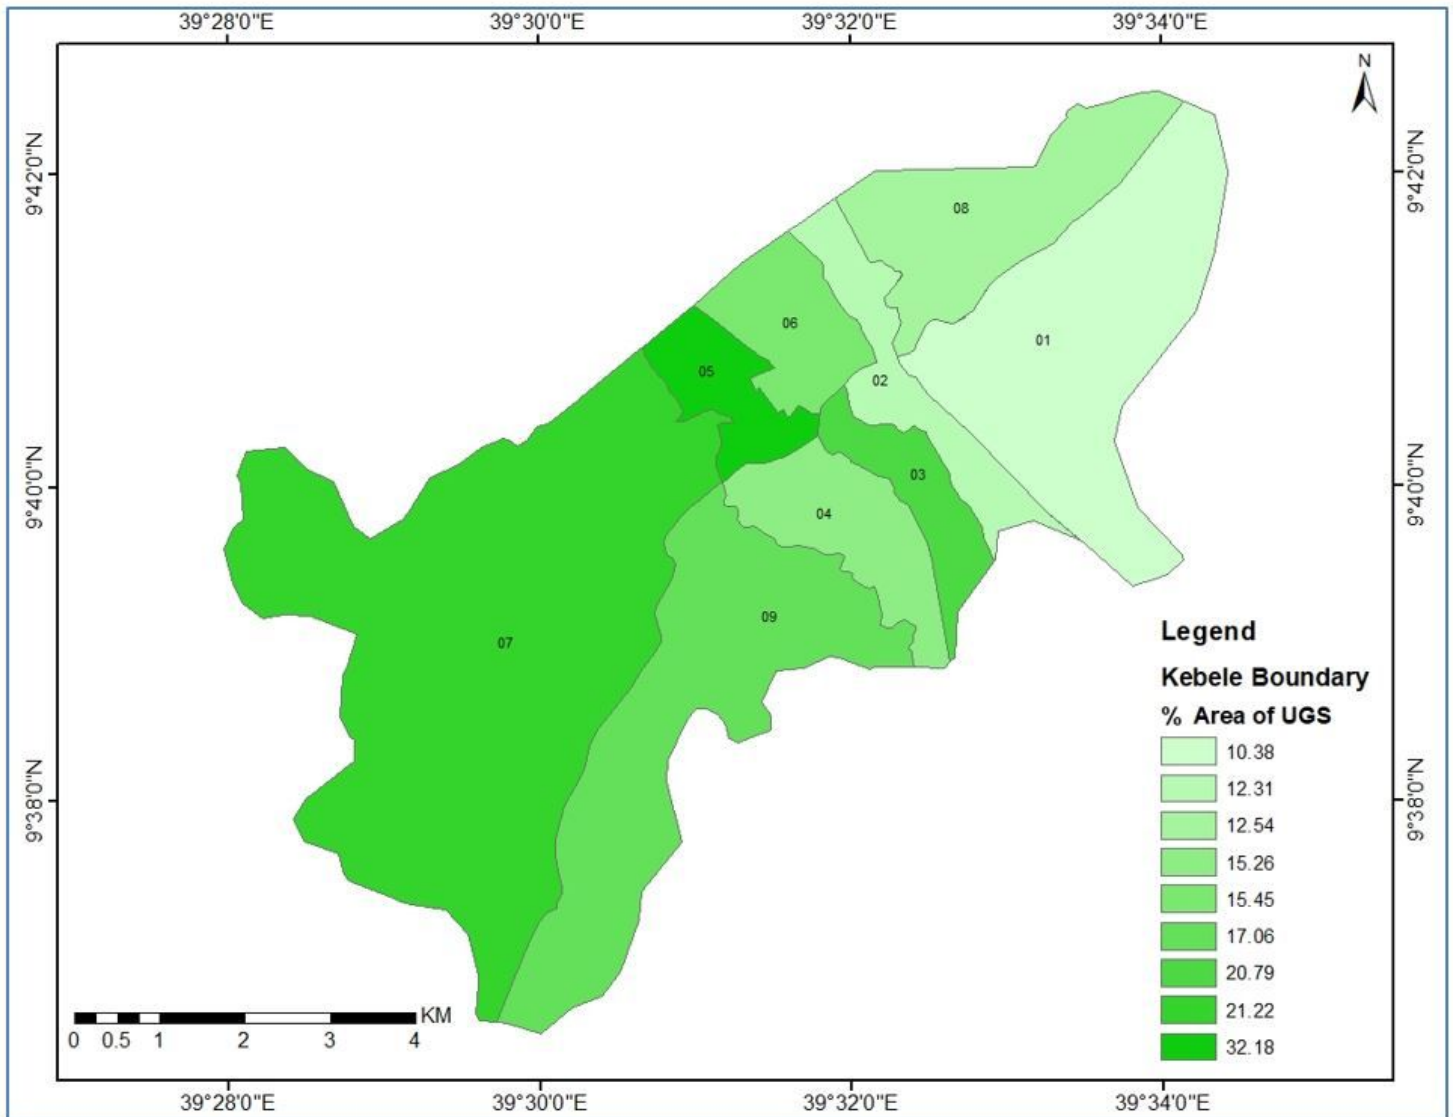 39°28'0"E 39°30'0"E 39°32'0"E 39°34'0"E
N
9°42'0"N 9°42'0"N
08
06
01
05
02
03
9°40'0"N 9°40'0"N
04
09
07
Legend
Kebele Boundary
% Area of UGS
10.38
12.31
12.54
15.26
15.45
17.06
20.79
21.22
32.18
9°38'0"N 9°38'0"N
KM
0 0.5 1 2 3 4
39°28'0"E 39°30'0"E 39°32'0"E 39°34'0"E